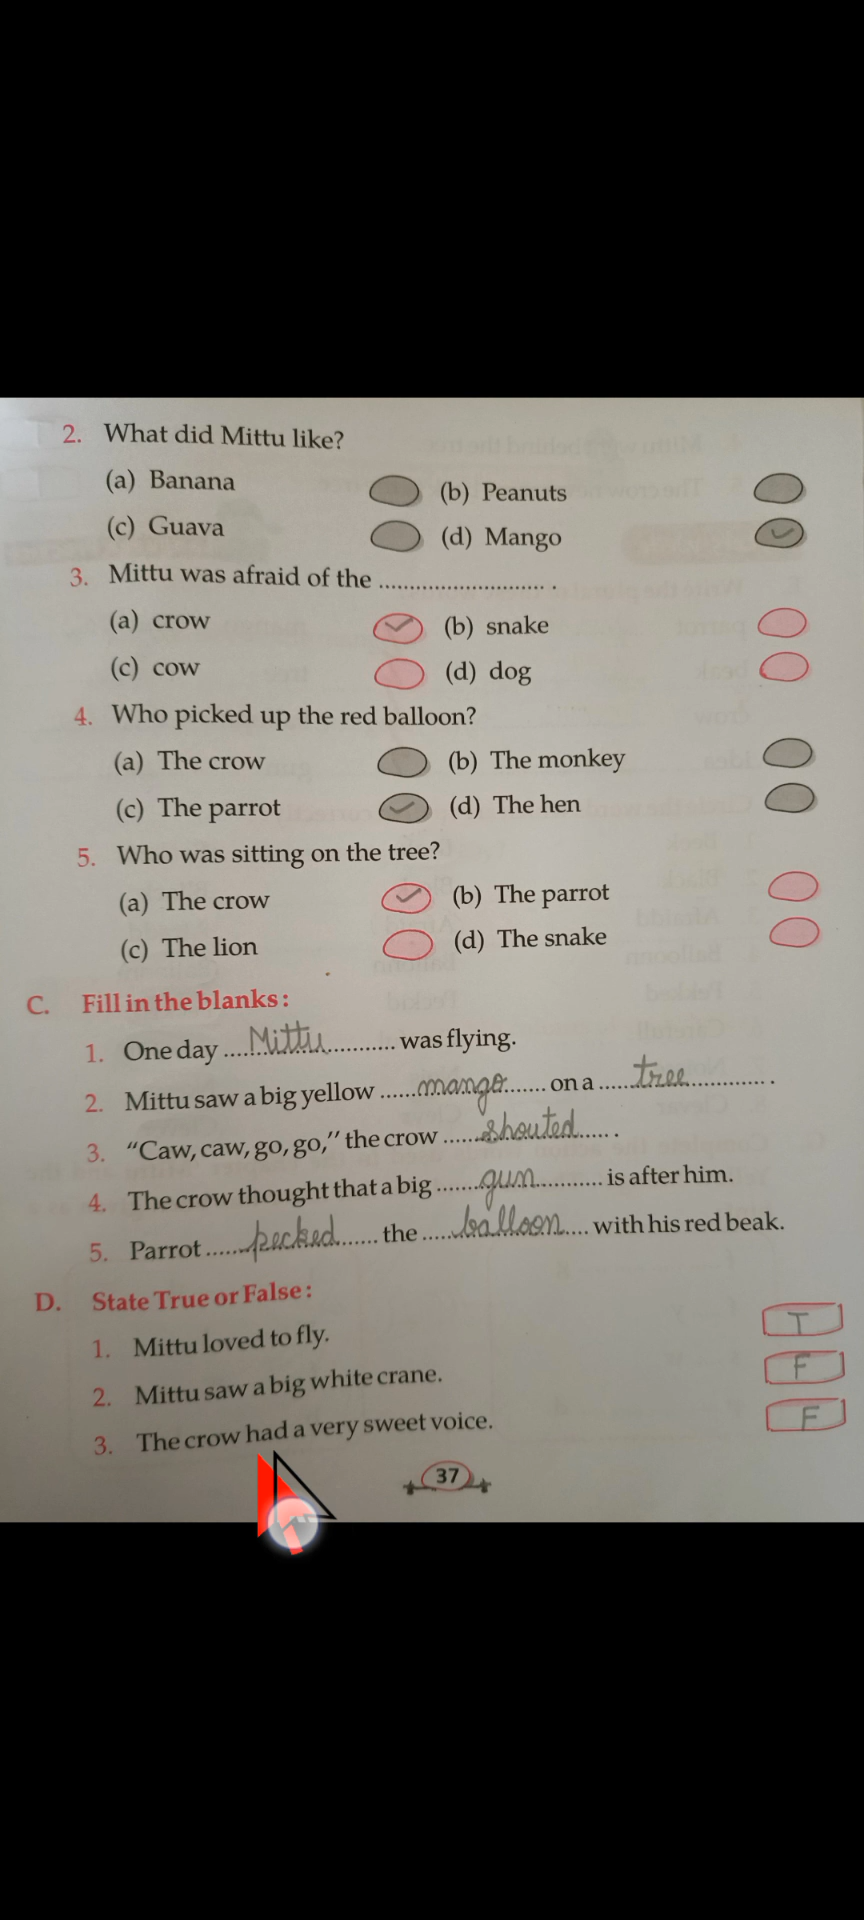 2. What did Mittu like?
(a) Banana (b) Peanuts
(c) Guava (d) Mango
3. Mittu was afraid of the ............................
(a) crow (b) snake
(c) cow (d) dog
4. Who picked up the red balloon?
(a) The crow (b) The monkey
(c) The parrot (d) The hen
5. Who was sitting on the tree?
(a) The crow (b) The parrot
(c) The lion (d) The snake
C. Fill in the blanks:
1. One day ....Mittu.... was flying.
2. Mittu saw a big yellow ....mango.... on a ....tree.... .
3. "Caw, caw, go, go," the crow ....shouted.... .
4. The crow thought that a big ....gun.... is after him.
5. Parrot ....pecked.... the ....balloon.... with his red beak.
D. State True or False:
1. Mittu loved to fly. T
2. Mittu saw a big white crane. F
3. The crow had a very sweet voice. F
37